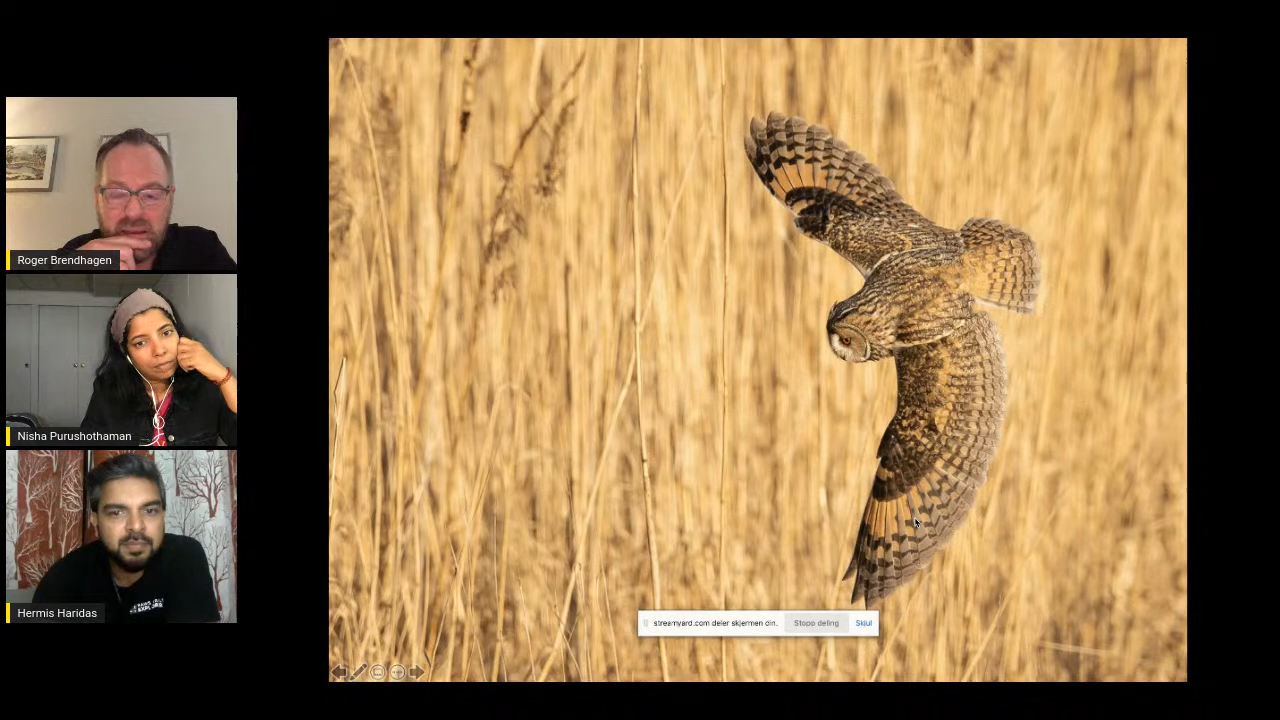 Roger Brendhagen
Nisha Purushothaman
Hermis Haridas
streamyard.com deler skjermen din.
Stopp deling
Skjul